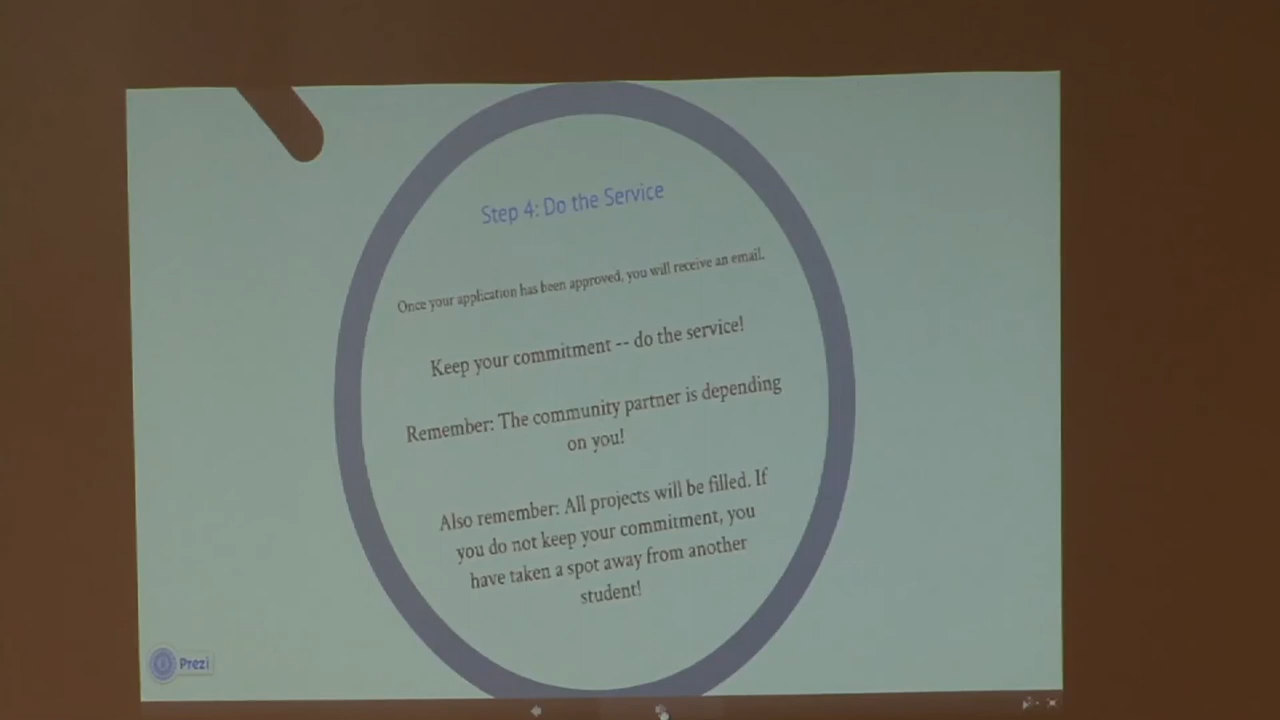 Step 4: Do the Service
Once your application has been approved, you will receive an email.
Keep your commitment -- do the service!
Remember: The community partner is depending
on you!
Also remember: All projects will be filled. If
you do not keep your commitment, you
have taken a spot away from another
student!
Prezi